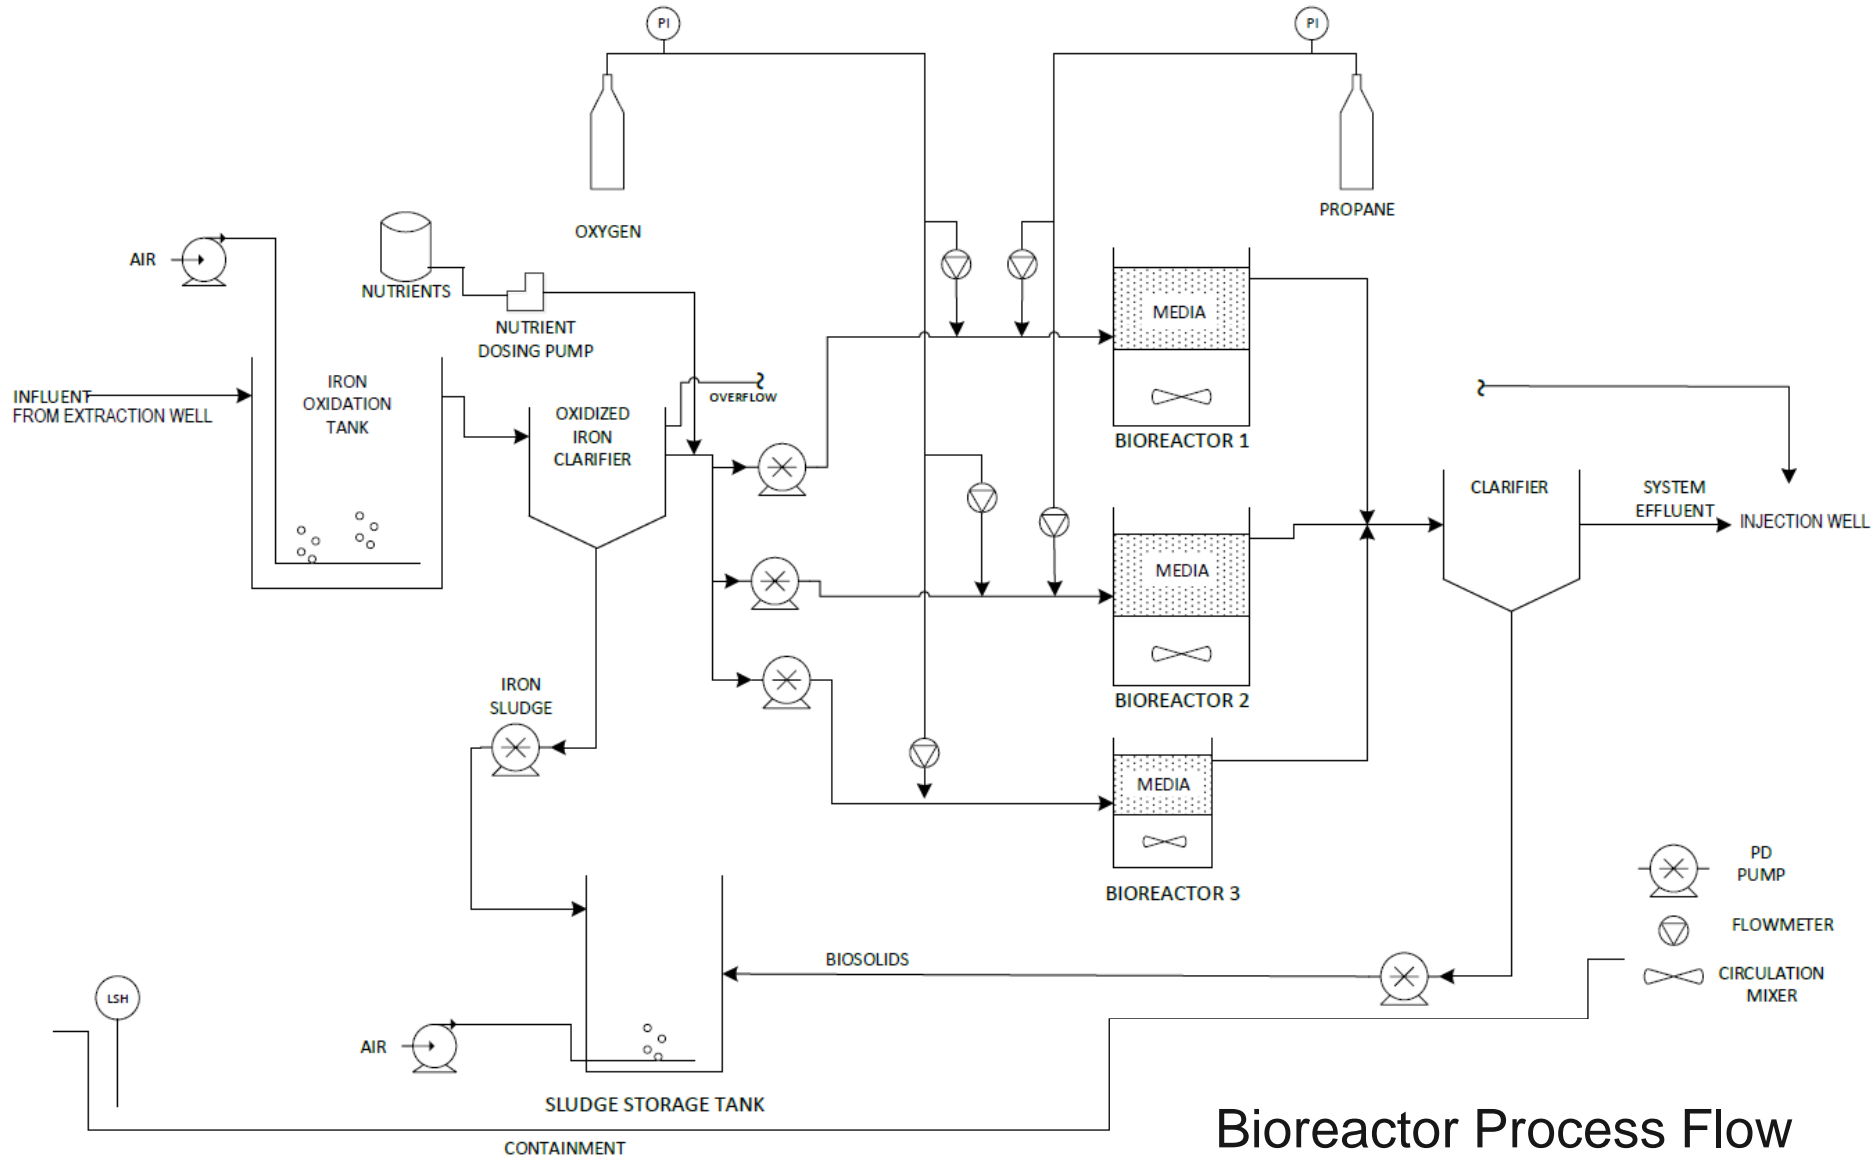 PI
PI
OXYGEN
PROPANE
AIR
NUTRIENTS
NUTRIENT
DOSING PUMP
MEDIA
BIOREACTOR 1
INFLUENT
FROM EXTRACTION WELL
IRON
OXIDATION
TANK
OXIDIZED
IRON
CLARIFIER
OVERFLOW
CLARIFIER
SYSTEM
EFFLUENT
INJECTION WELL
MEDIA
BIOREACTOR 2
IRON
SLUDGE
MEDIA
BIOREACTOR 3
PD
PUMP
FLOWMETER
CIRCULATION
MIXER
BIOSOLIDS
LSH
AIR
SLUDGE STORAGE TANK
CONTAINMENT
Bioreactor Process Flow